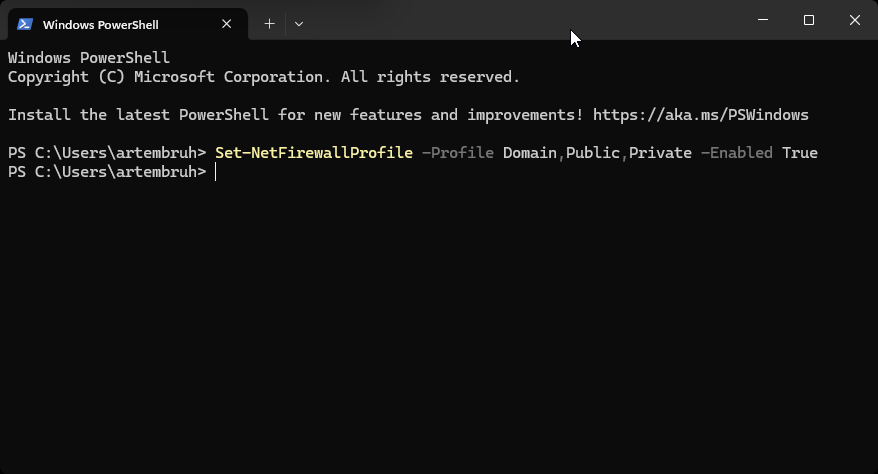 Windows PowerShell
Windows PowerShell
Copyright (C) Microsoft Corporation. All rights reserved.
Install the latest PowerShell for new features and improvements! https://aka.ms/PSWindows
PS C:\Users\artembruh> Set-NetFirewallProfile -Profile Domain,Public,Private -Enabled True
PS C:\Users\artembruh>